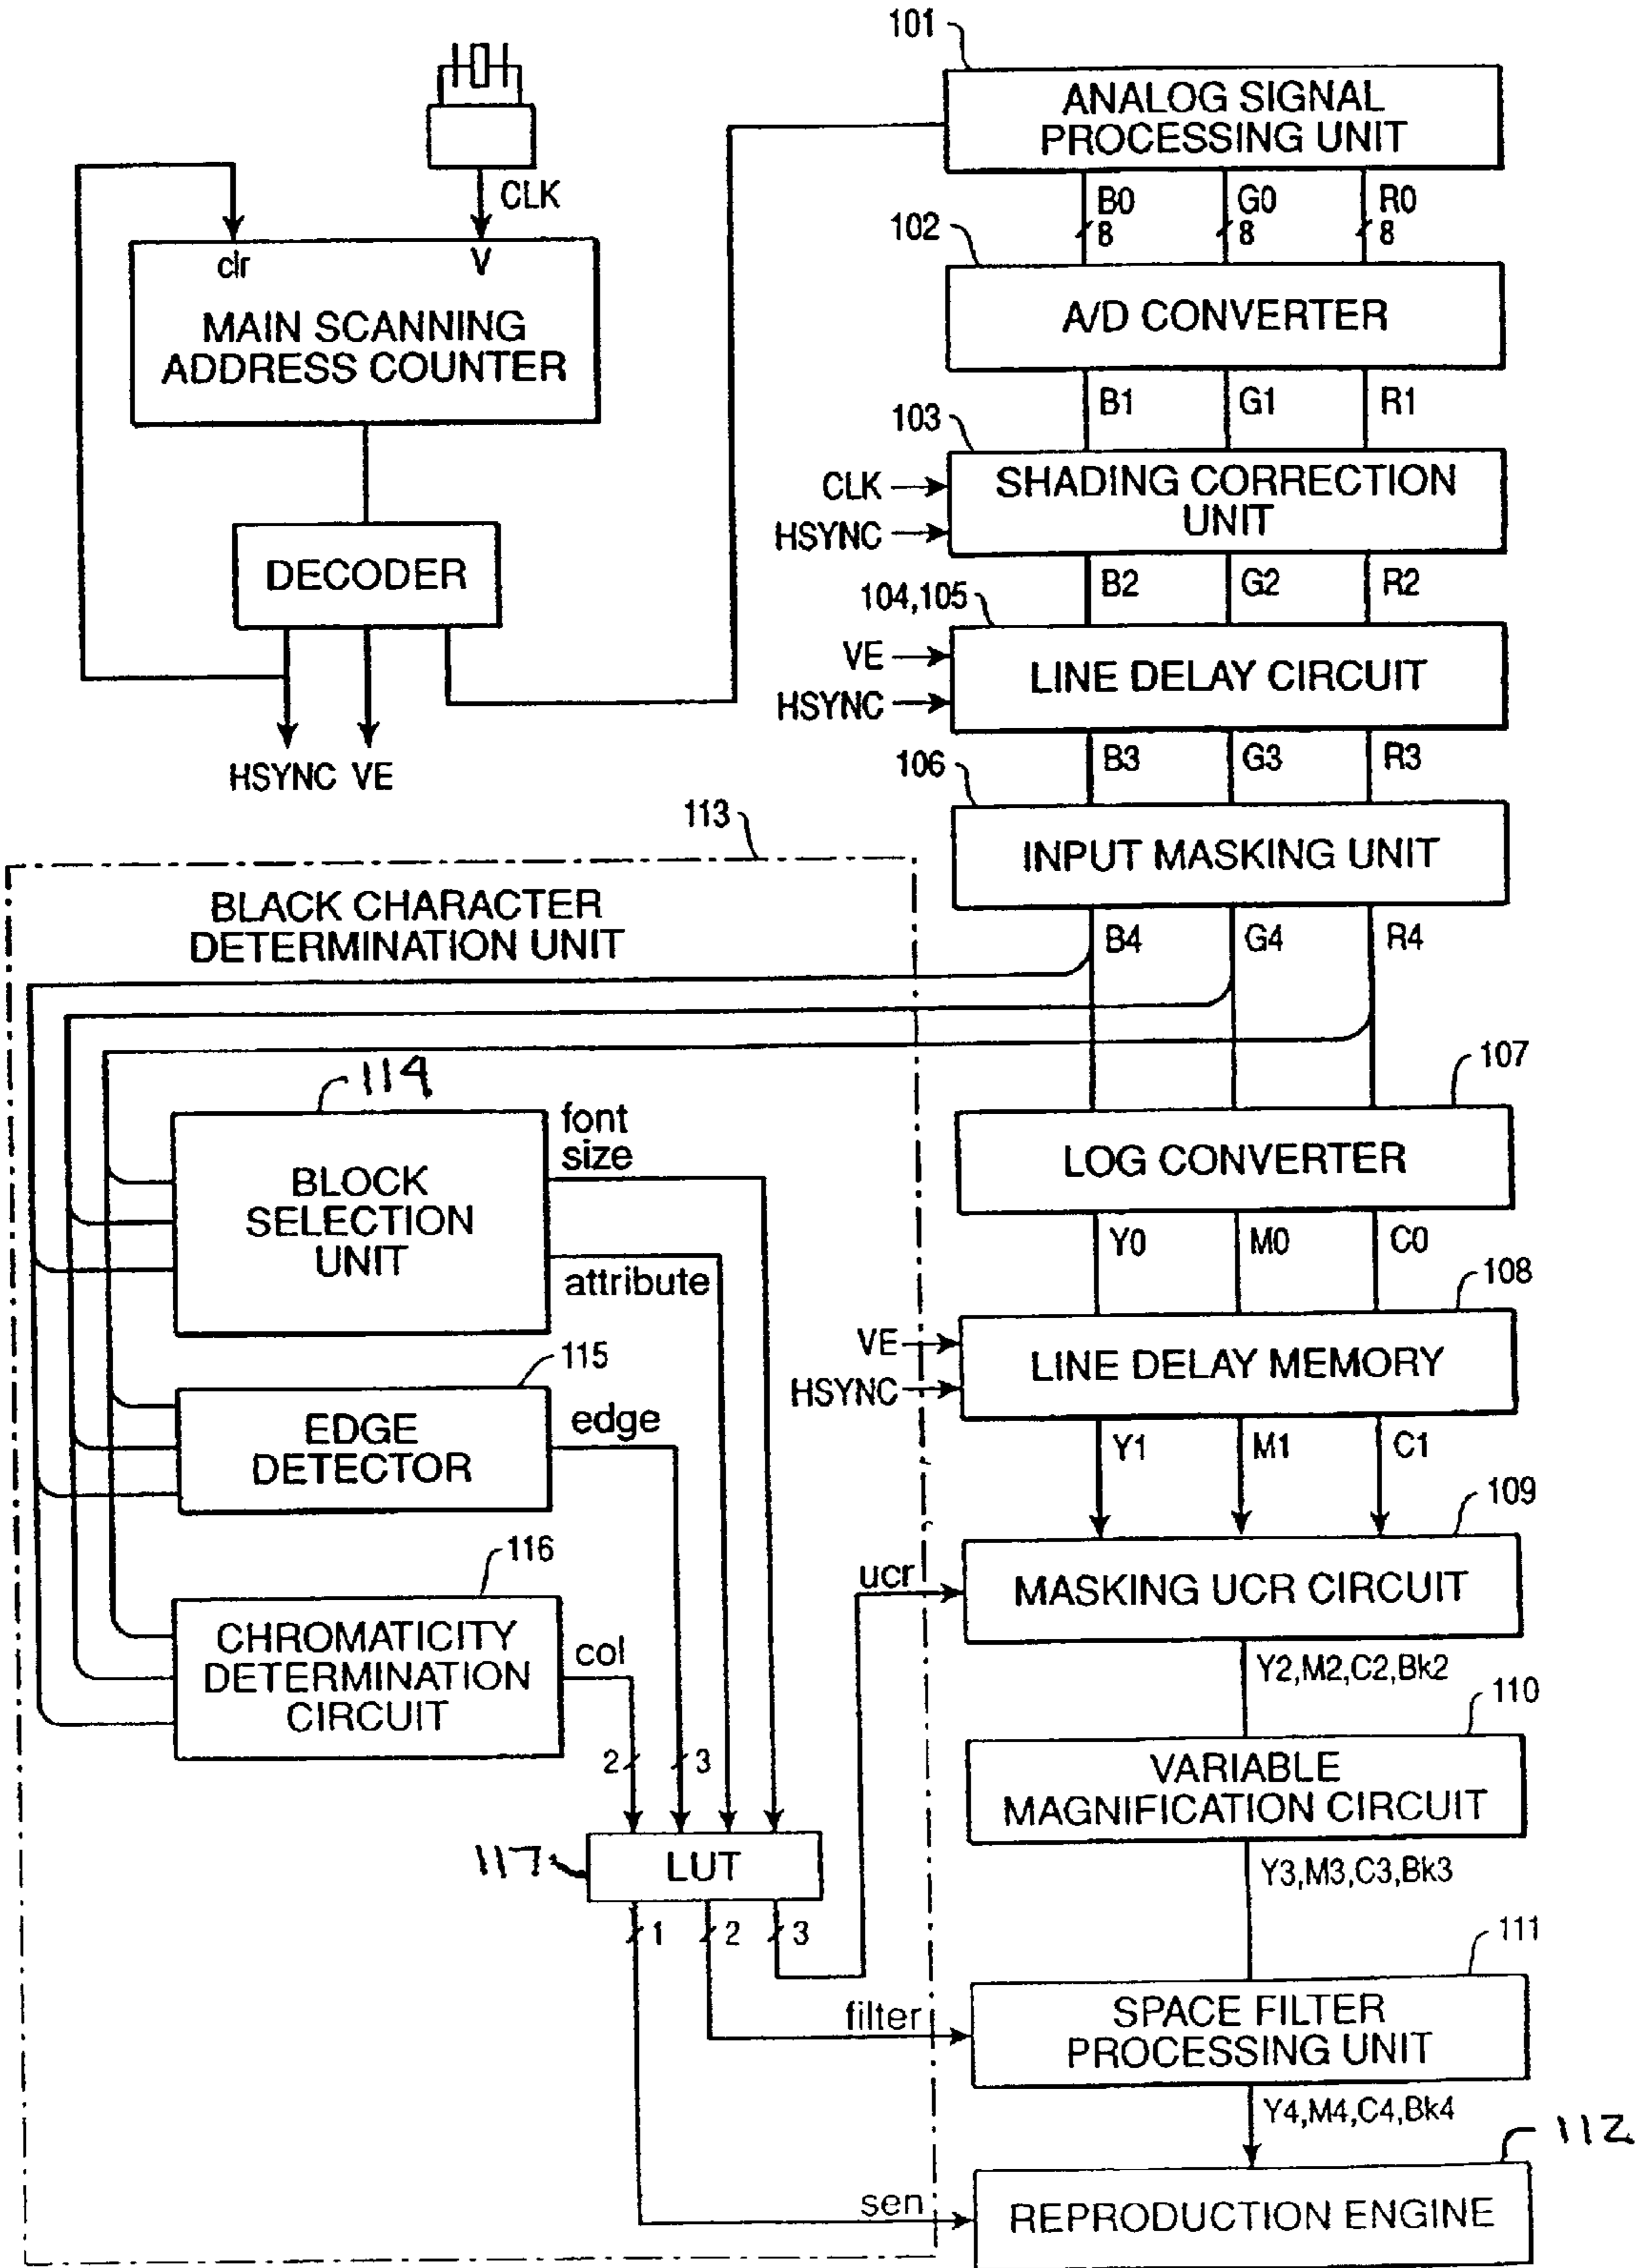 101
ANALOG SIGNAL
PROCESSING UNIT
CLK
clr
V
MAIN SCANNING
ADDRESS COUNTER
DECODER
HSYNC VE
B0 G0 R0
8 8 8
102
A/D CONVERTER
B1 G1 R1
103
CLK
HSYNC
SHADING CORRECTION
UNIT
B2 G2 R2
104,105
VE
HSYNC
LINE DELAY CIRCUIT
B3 G3 R3
106
INPUT MASKING UNIT
B4 G4 R4
113
BLACK CHARACTER
DETERMINATION UNIT
114
BLOCK
SELECTION
UNIT
font
size
attribute
115
EDGE
DETECTOR
edge
116
CHROMATICITY
DETERMINATION
CIRCUIT
col
2 3
117
LUT
1 2 3
ucr
filter
sen
107
LOG CONVERTER
Y0 M0 C0
108
VE
HSYNC
LINE DELAY MEMORY
Y1 M1 C1
109
MASKING UCR CIRCUIT
Y2,M2,C2,Bk2
110
VARIABLE
MAGNIFICATION CIRCUIT
Y3,M3,C3,Bk3
111
SPACE FILTER
PROCESSING UNIT
Y4,M4,C4,Bk4
112
REPRODUCTION ENGINE